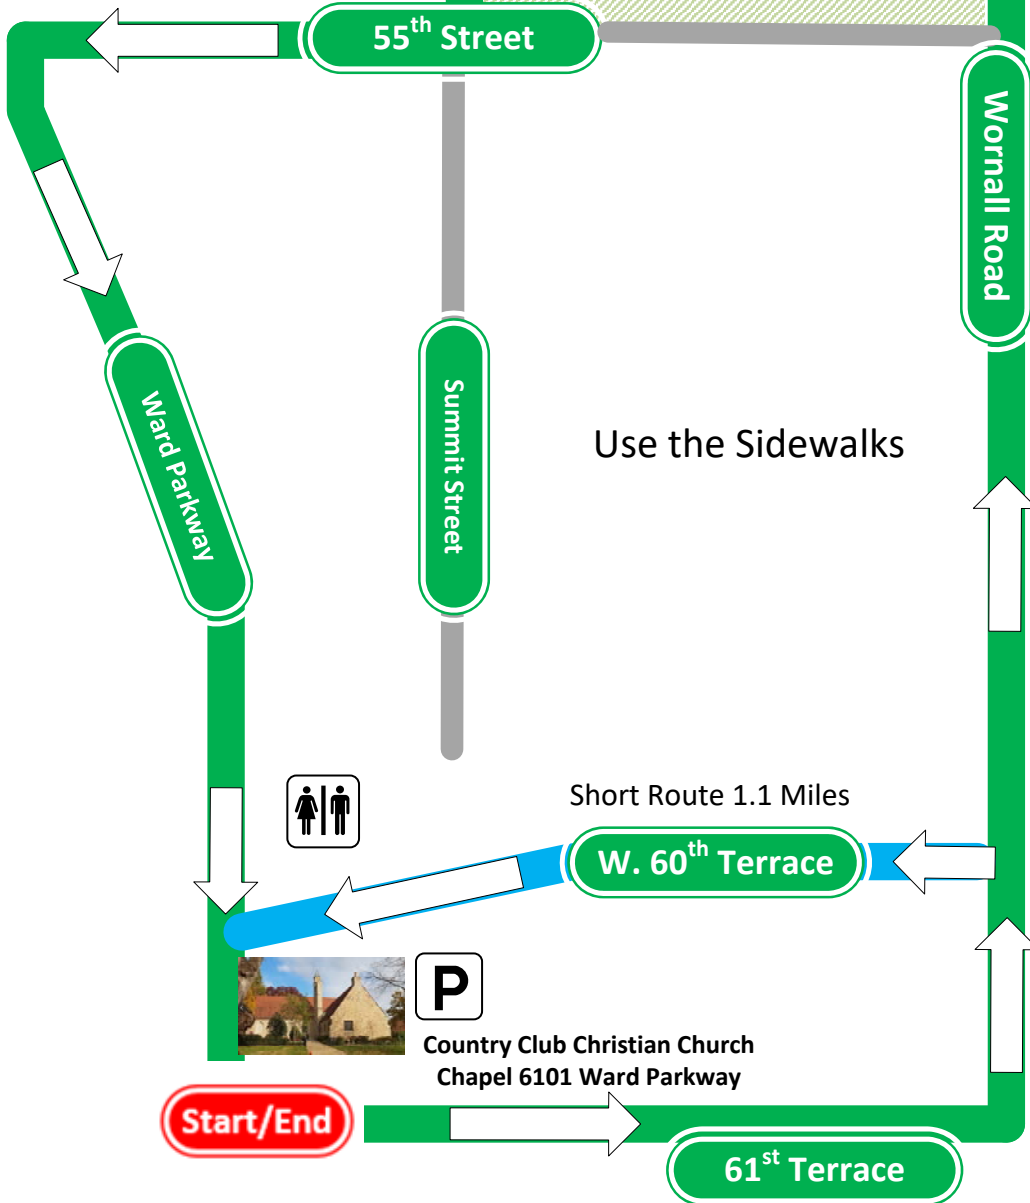 55th Street
Wornall Road
Ward Parkway
Summit Street
Use the Sidewalks
Short Route 1.1 Miles
W. 60th Terrace
P
Country Club Christian Church
Chapel 6101 Ward Parkway
Start/End
61st Terrace